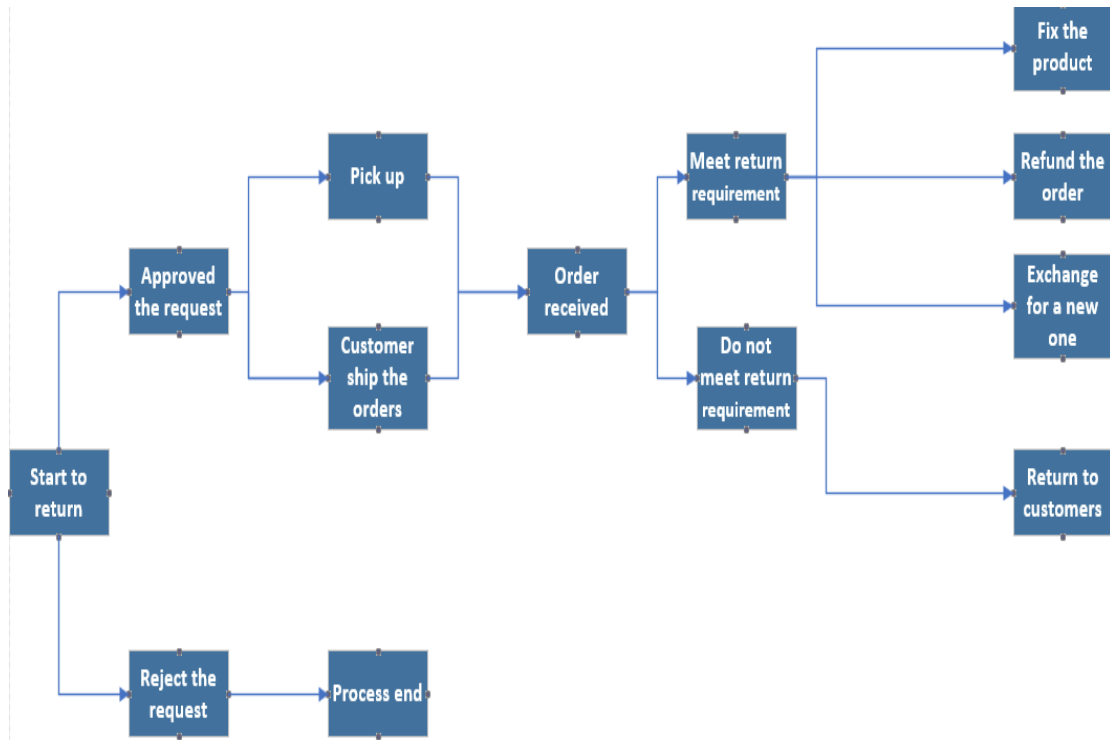 Fix the
product
Pick up
Meet return
requirement
Refund the
order
Approved
the request
Order
received
Exchange
for a new
one
Customer
ship the
orders
Do not
meet return
requirement
Start to
return
Return to
customers
Reject the
request
Process end